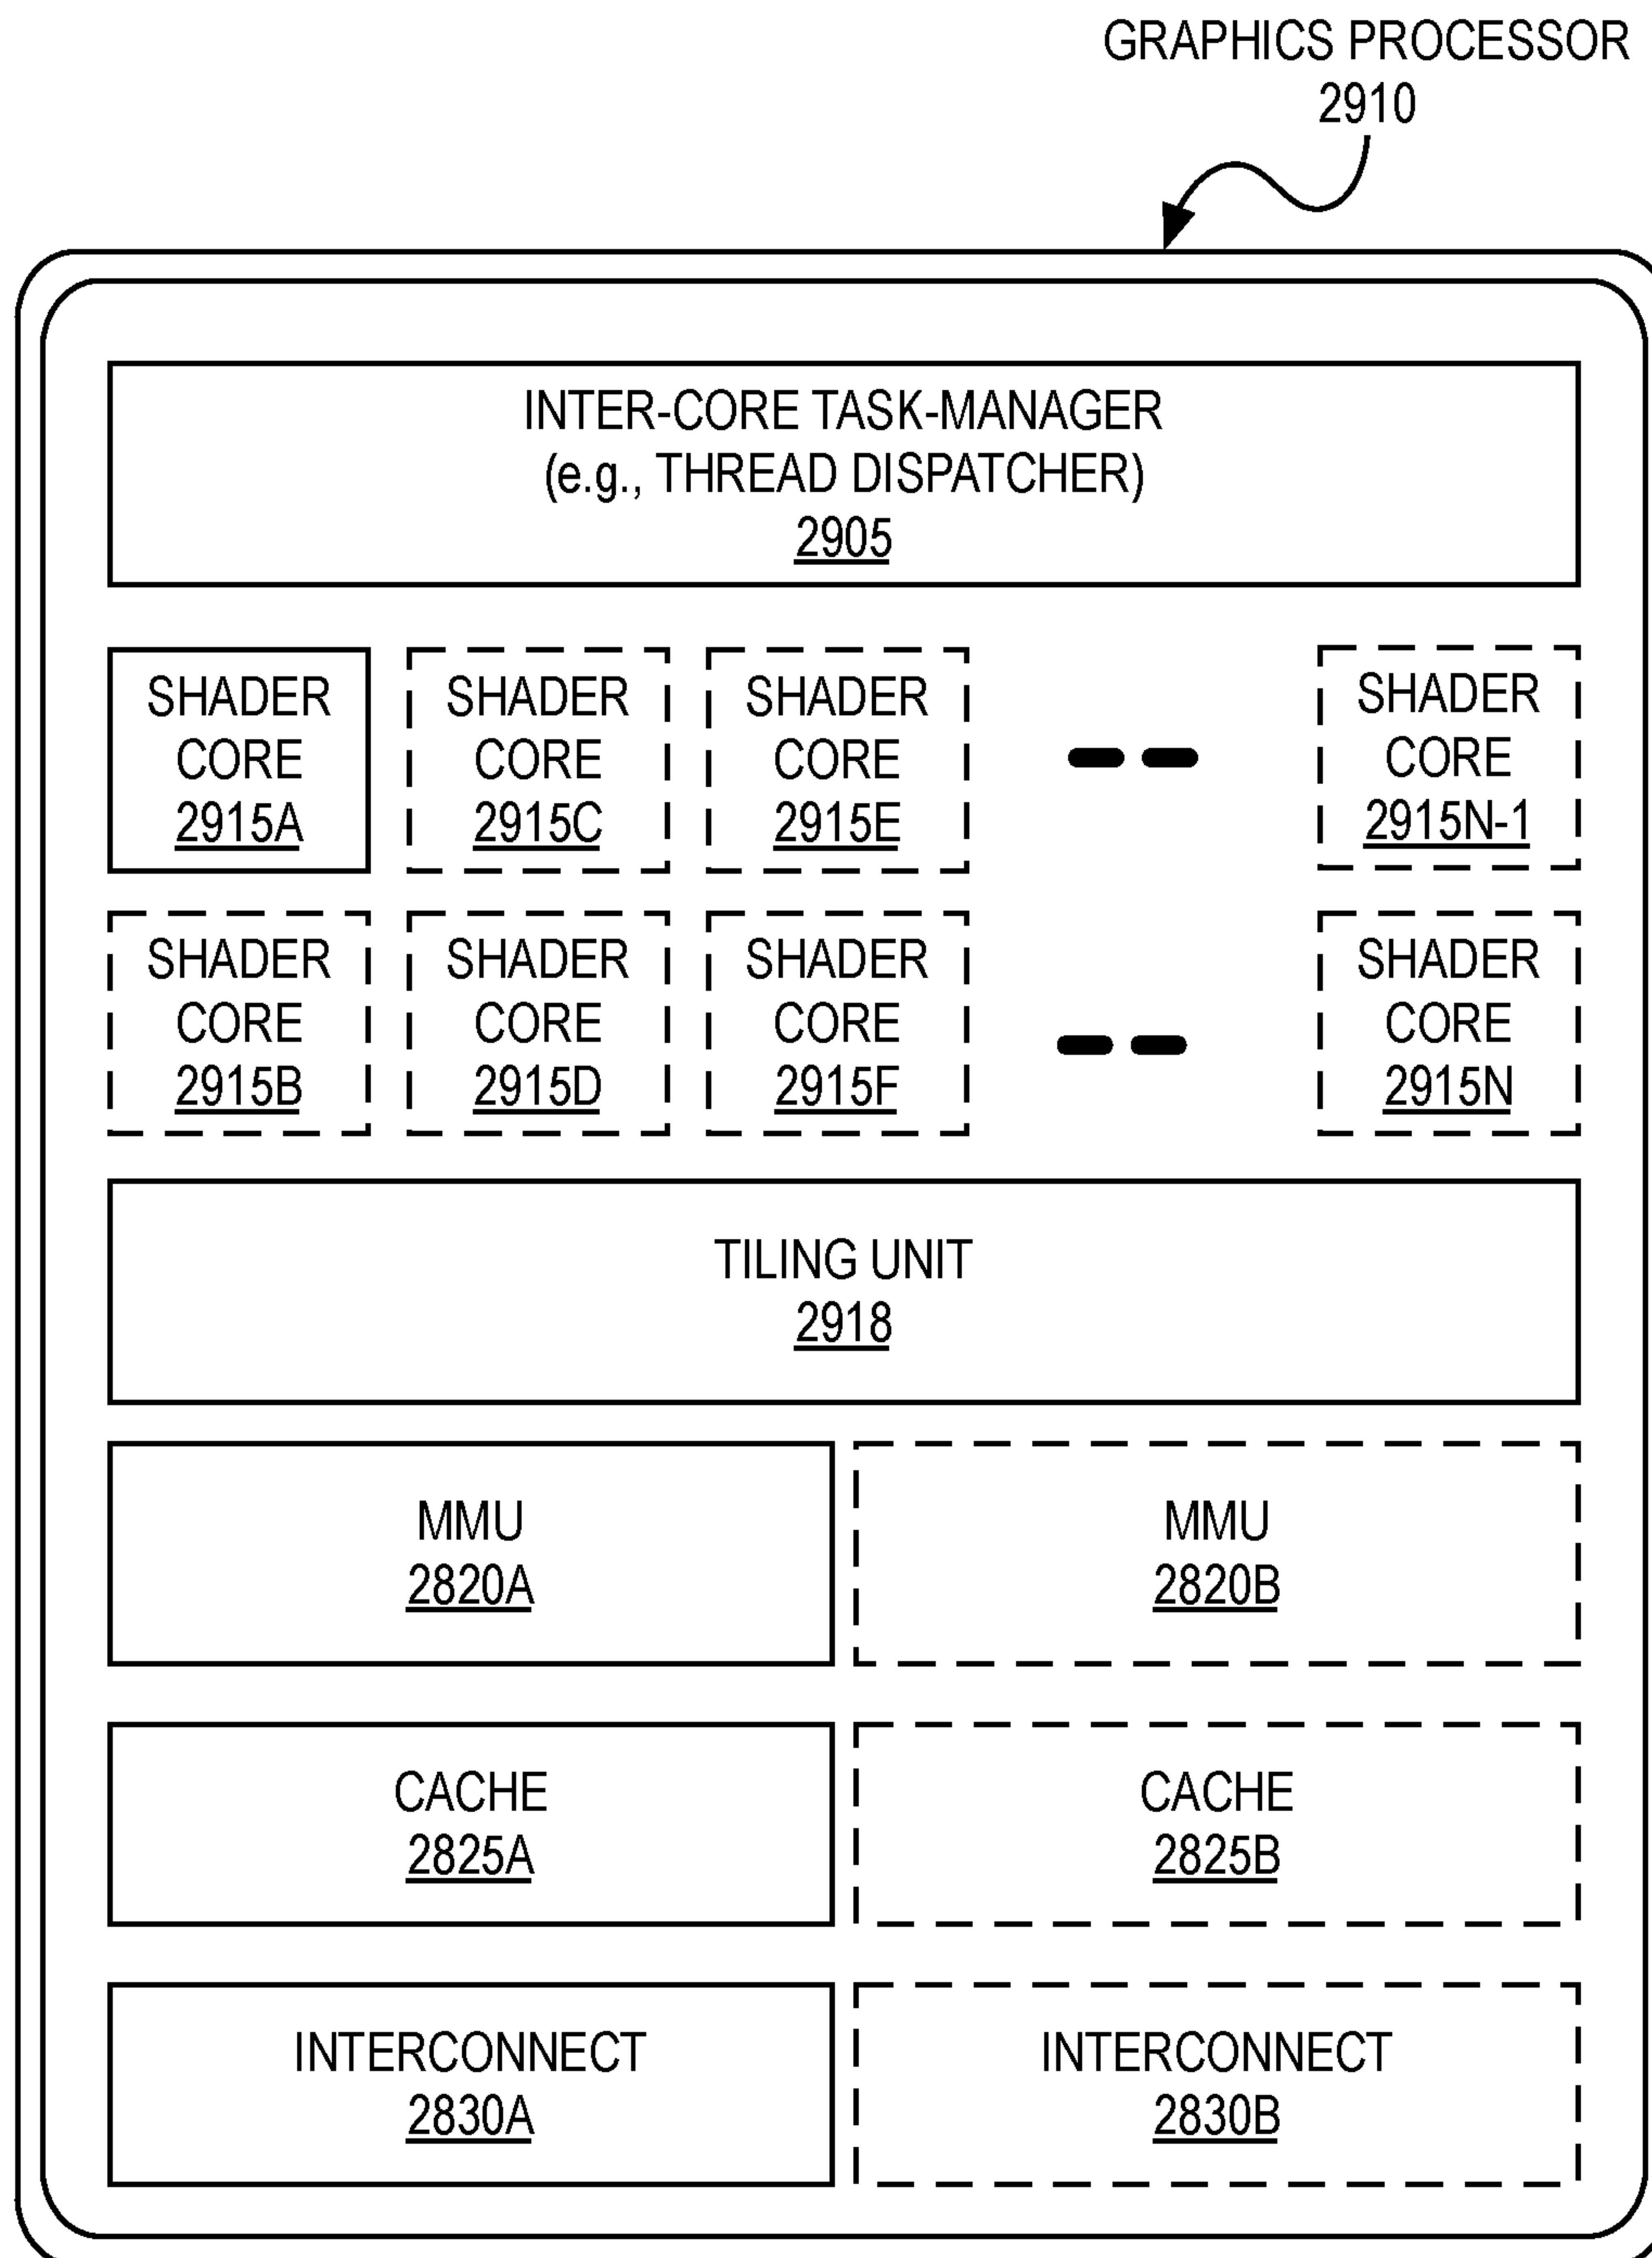 GRAPHICS PROCESSOR
2910
INTER-CORE TASK-MANAGER
(e.g., THREAD DISPATCHER)
2905
SHADER
CORE
2915A
SHADER
CORE
2915C
SHADER
CORE
2915E
SHADER
CORE
2915N-1
SHADER
CORE
2915B
SHADER
CORE
2915D
SHADER
CORE
2915F
SHADER
CORE
2915N
TILING UNIT
2918
MMU
2820A
MMU
2820B
CACHE
2825A
CACHE
2825B
INTERCONNECT
2830A
INTERCONNECT
2830B